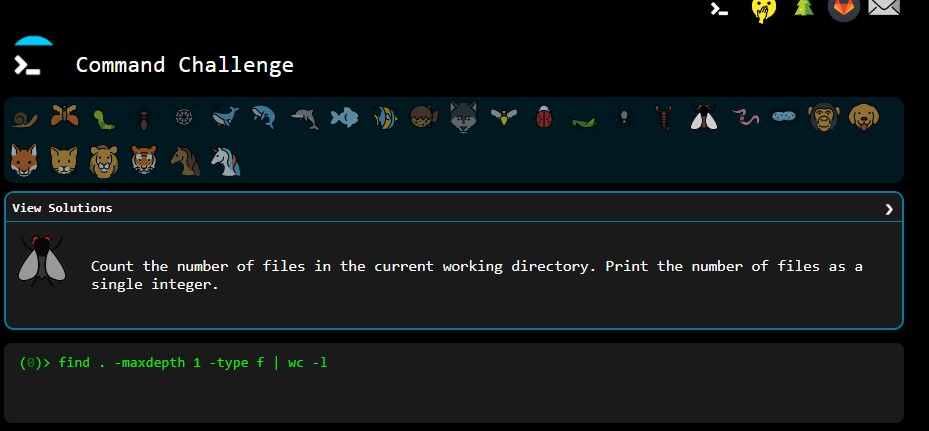 Command Challenge
View Solutions
Count the number of files in the current working directory. Print the number of files as a
single integer.
(0)> find . -maxdepth 1 -type f | wc -l